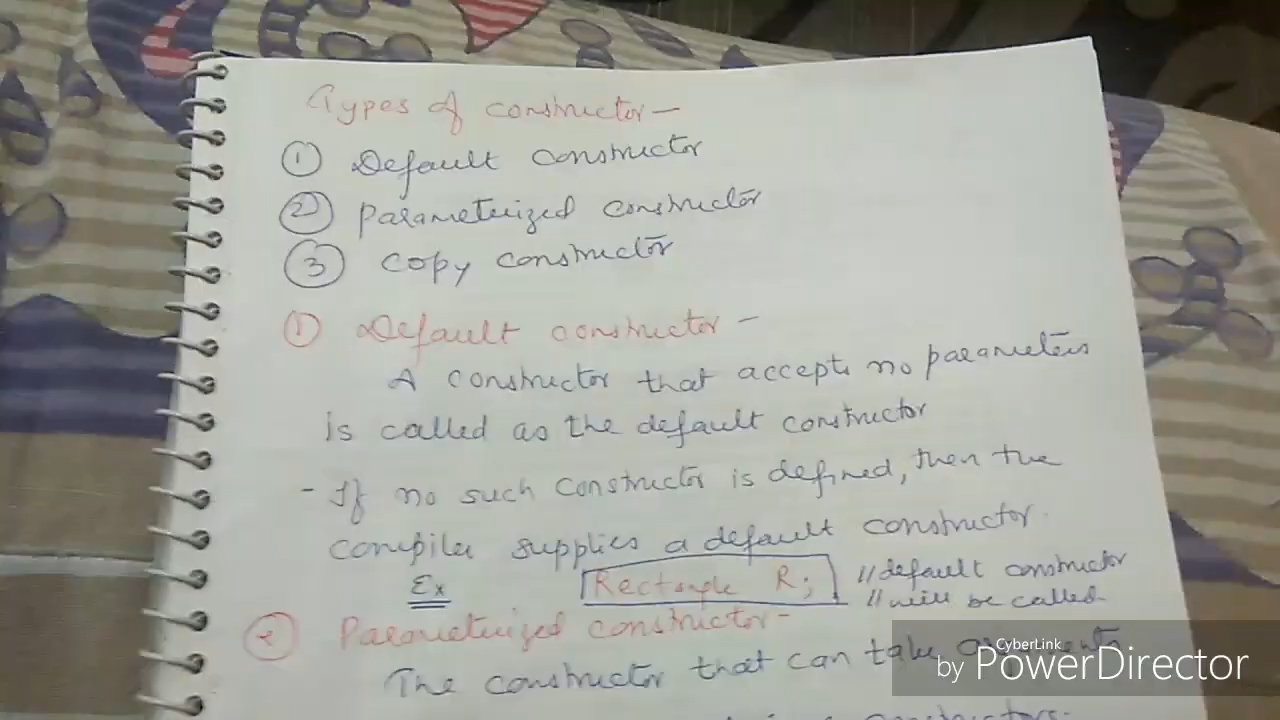 Types of constructor-
① Default constructor
② parameterized constructor
③ copy constructor
① Default constructor -
A constructor that accepts no parameters
is called as the default constructor
- If no such constructor is defined, then the
compiler supplies a default constructor.
Ex Rectangle R; // default constructor
// will be called
② Parameterized constructor-
The constructor that can take arguments
constructors.
CyberLink
by PowerDirector